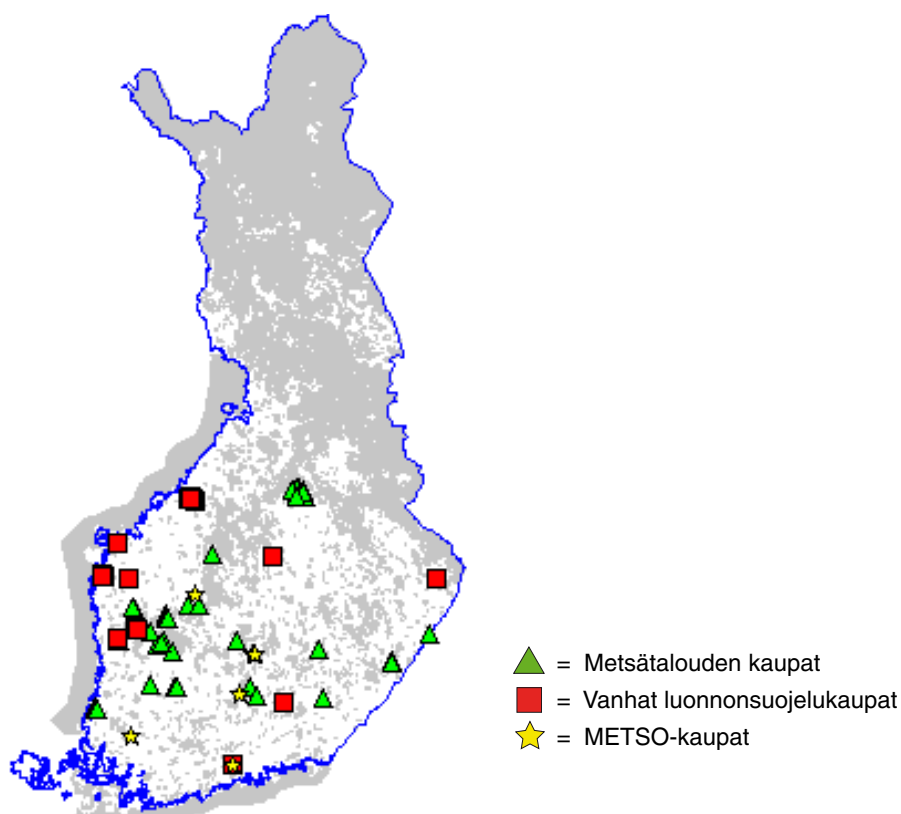 = Metsätalouden kaupat
= Vanhat luonnonsuojelukaupat
= METSO-kaupat